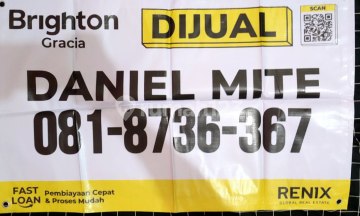 Brighton
Gracia
DIJUAL
SCAN
DANIEL MITE
081-8736-367
FAST
LOAN
Pembiayaan Cepat
& Proses Mudah
RENIX
GLOBAL REAL ESTATE